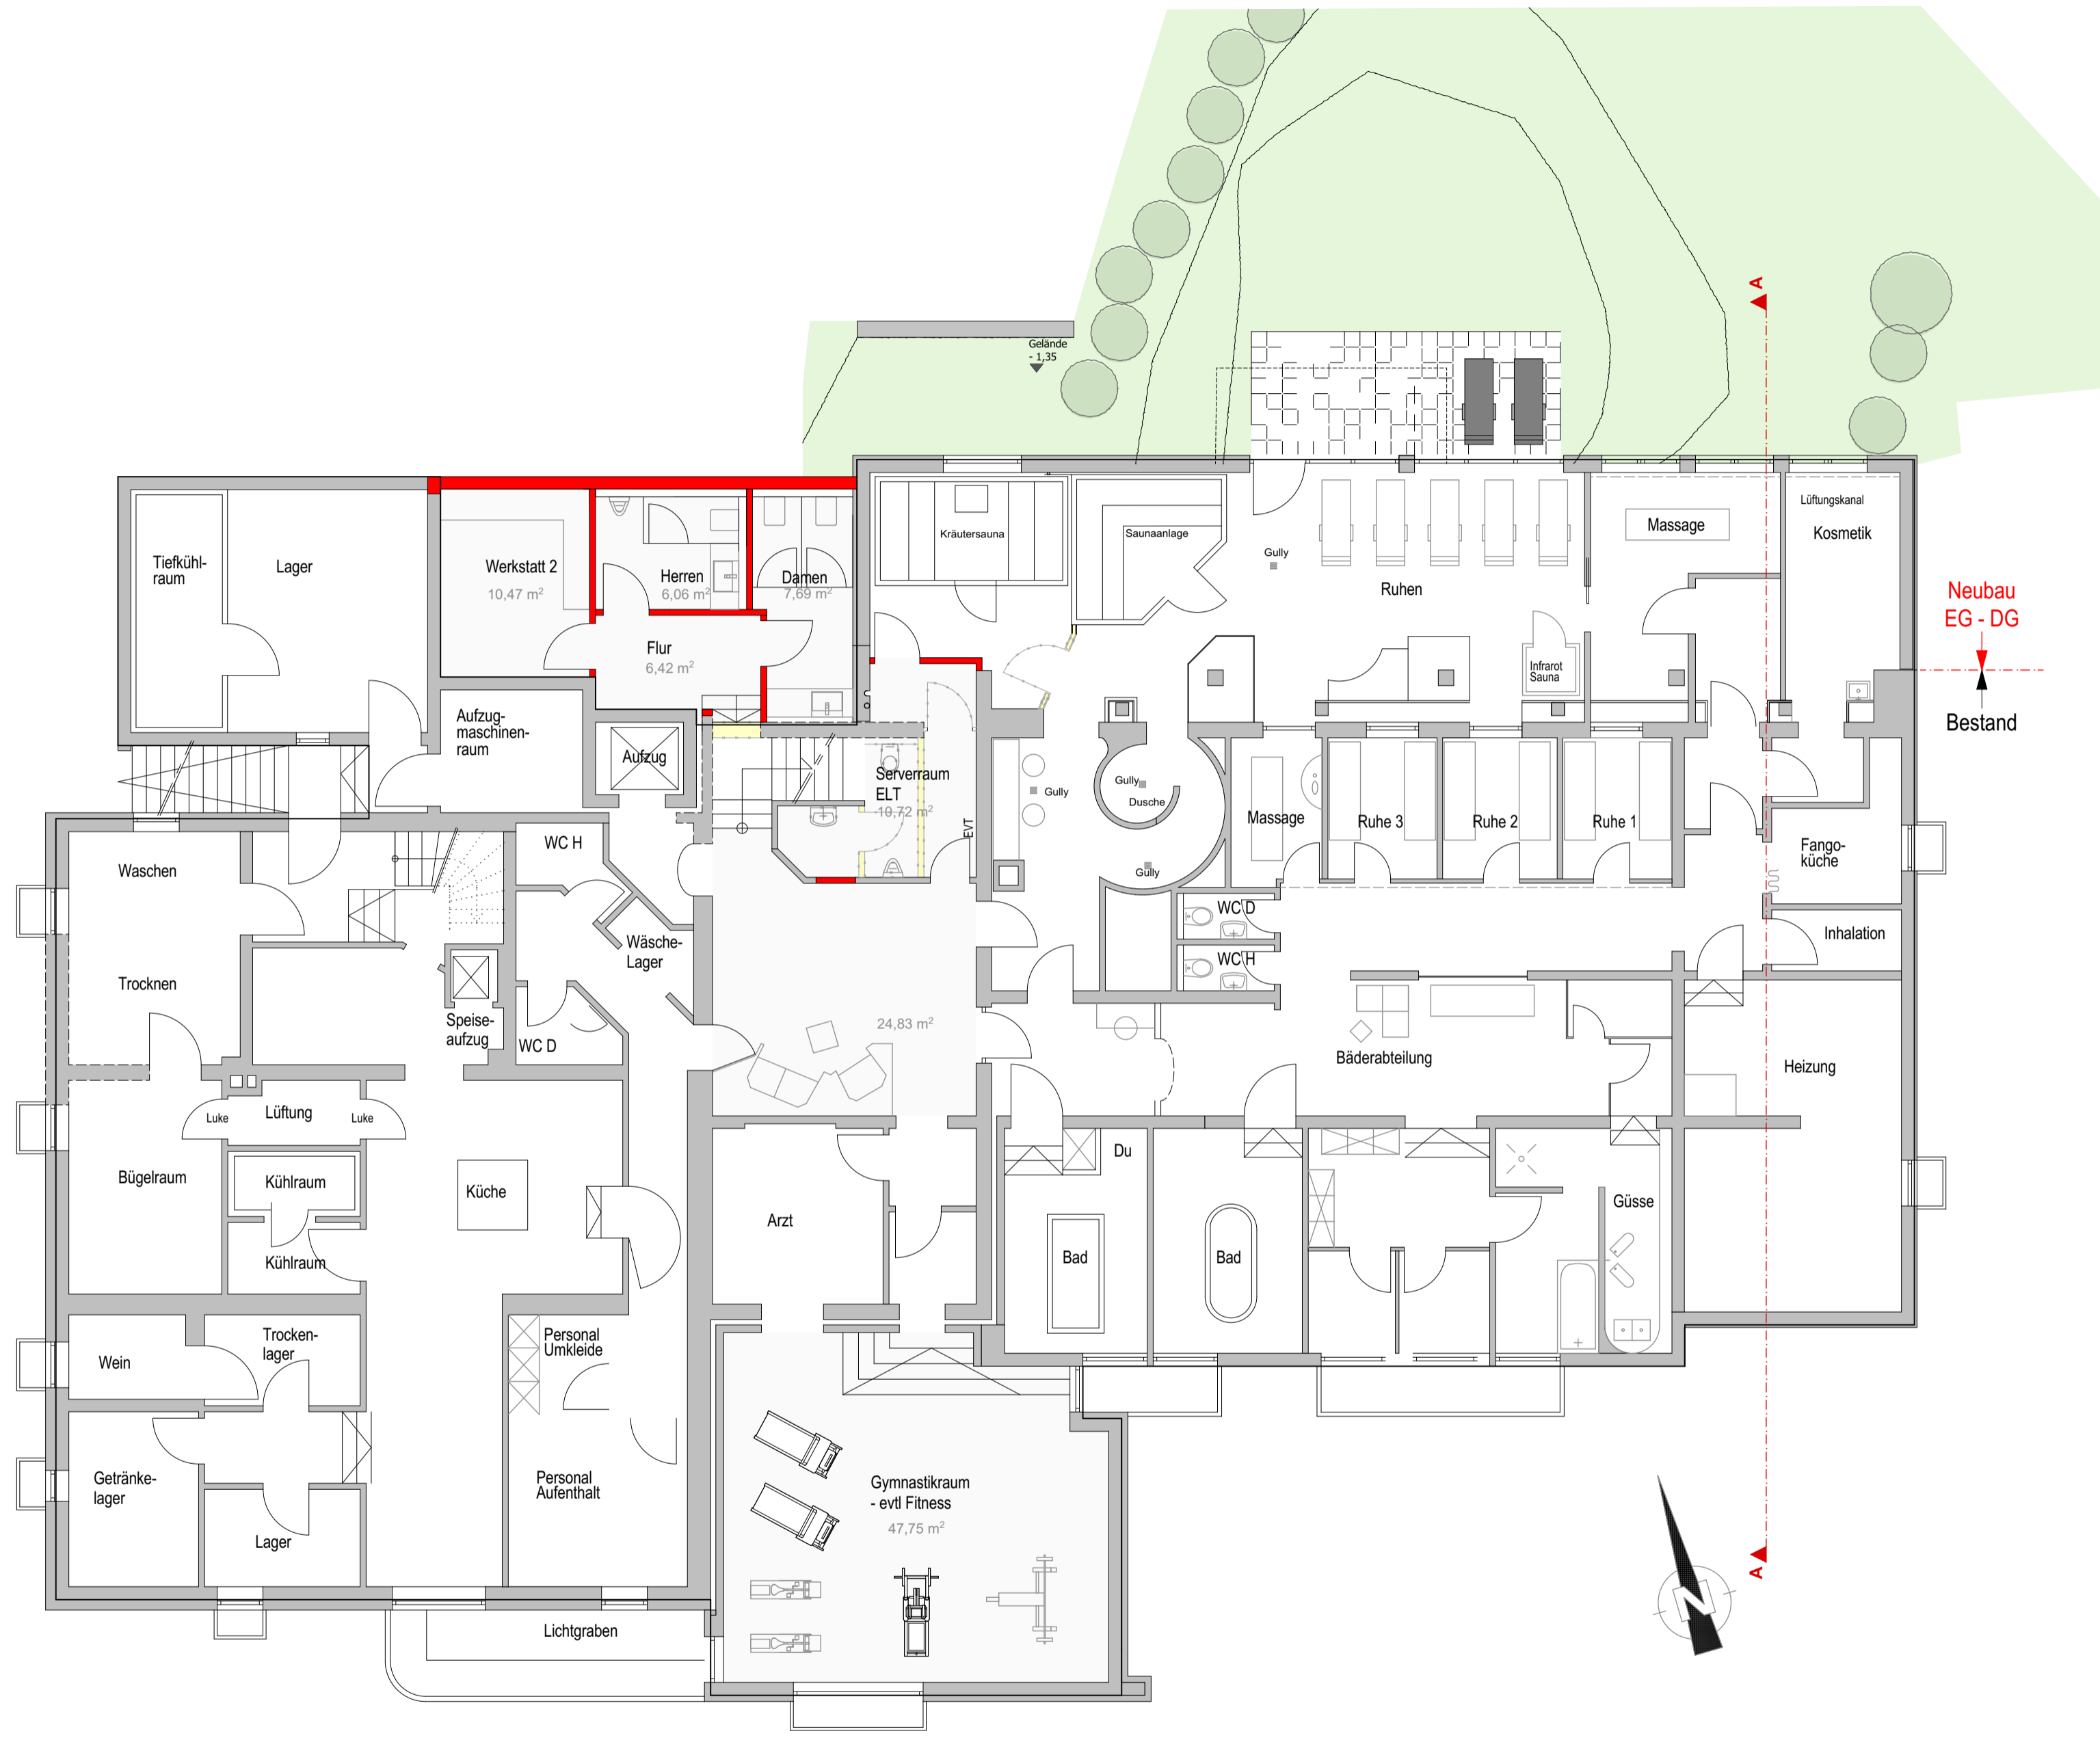 A
Gelände
- 1,35
Lüftungskanal
Kosmetik
Massage
Kräutersauna
Saunaanlage
Gully
Ruhen
Tiefkühl-
raum
Lager
Werkstatt 2
10,47 m²
Herren
6,06 m²
Damen
7,69 m²
Neubau
EG - DG
Bestand
Flur
6,42 m²
Infrarot
Sauna
Aufzug-
maschinen-
raum
Aufzug
Serverraum
ELT
10,72 m²
EVT
Gully
Gully
Dusche
Gully
Massage
Ruhe 3
Ruhe 2
Ruhe 1
Fango-
küche
WC H
Waschen
WC D
WC H
Inhalation
Wäsche-
Lager
Trocknen
Speise-
aufzug
WC D
24,83 m²
Bäderabteilung
Heizung
Luke
Lüftung
Luke
Du
Bügelraum
Kühlraum
Küche
Arzt
Güsse
Kühlraum
Bad
Bad
Wein
Trocken-
lager
Personal
Umkleide
Getränke-
lager
Personal
Aufenthalt
Gymnastikraum
- evtl Fitness
47,75 m²
Lager
Lichtgraben
A
N